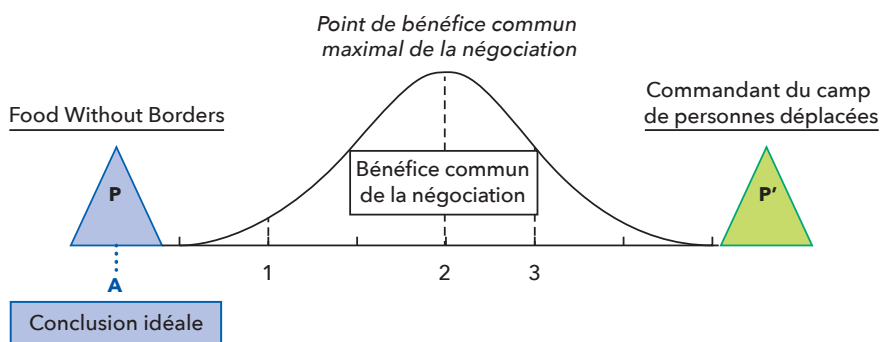 Point de bénéfice commun
maximal de la négociation
Food Without Borders
Commandant du camp
de personnes déplacées
P
Bénéfice commun
de la négociation
P’
1
2
3
A
Conclusion idéale